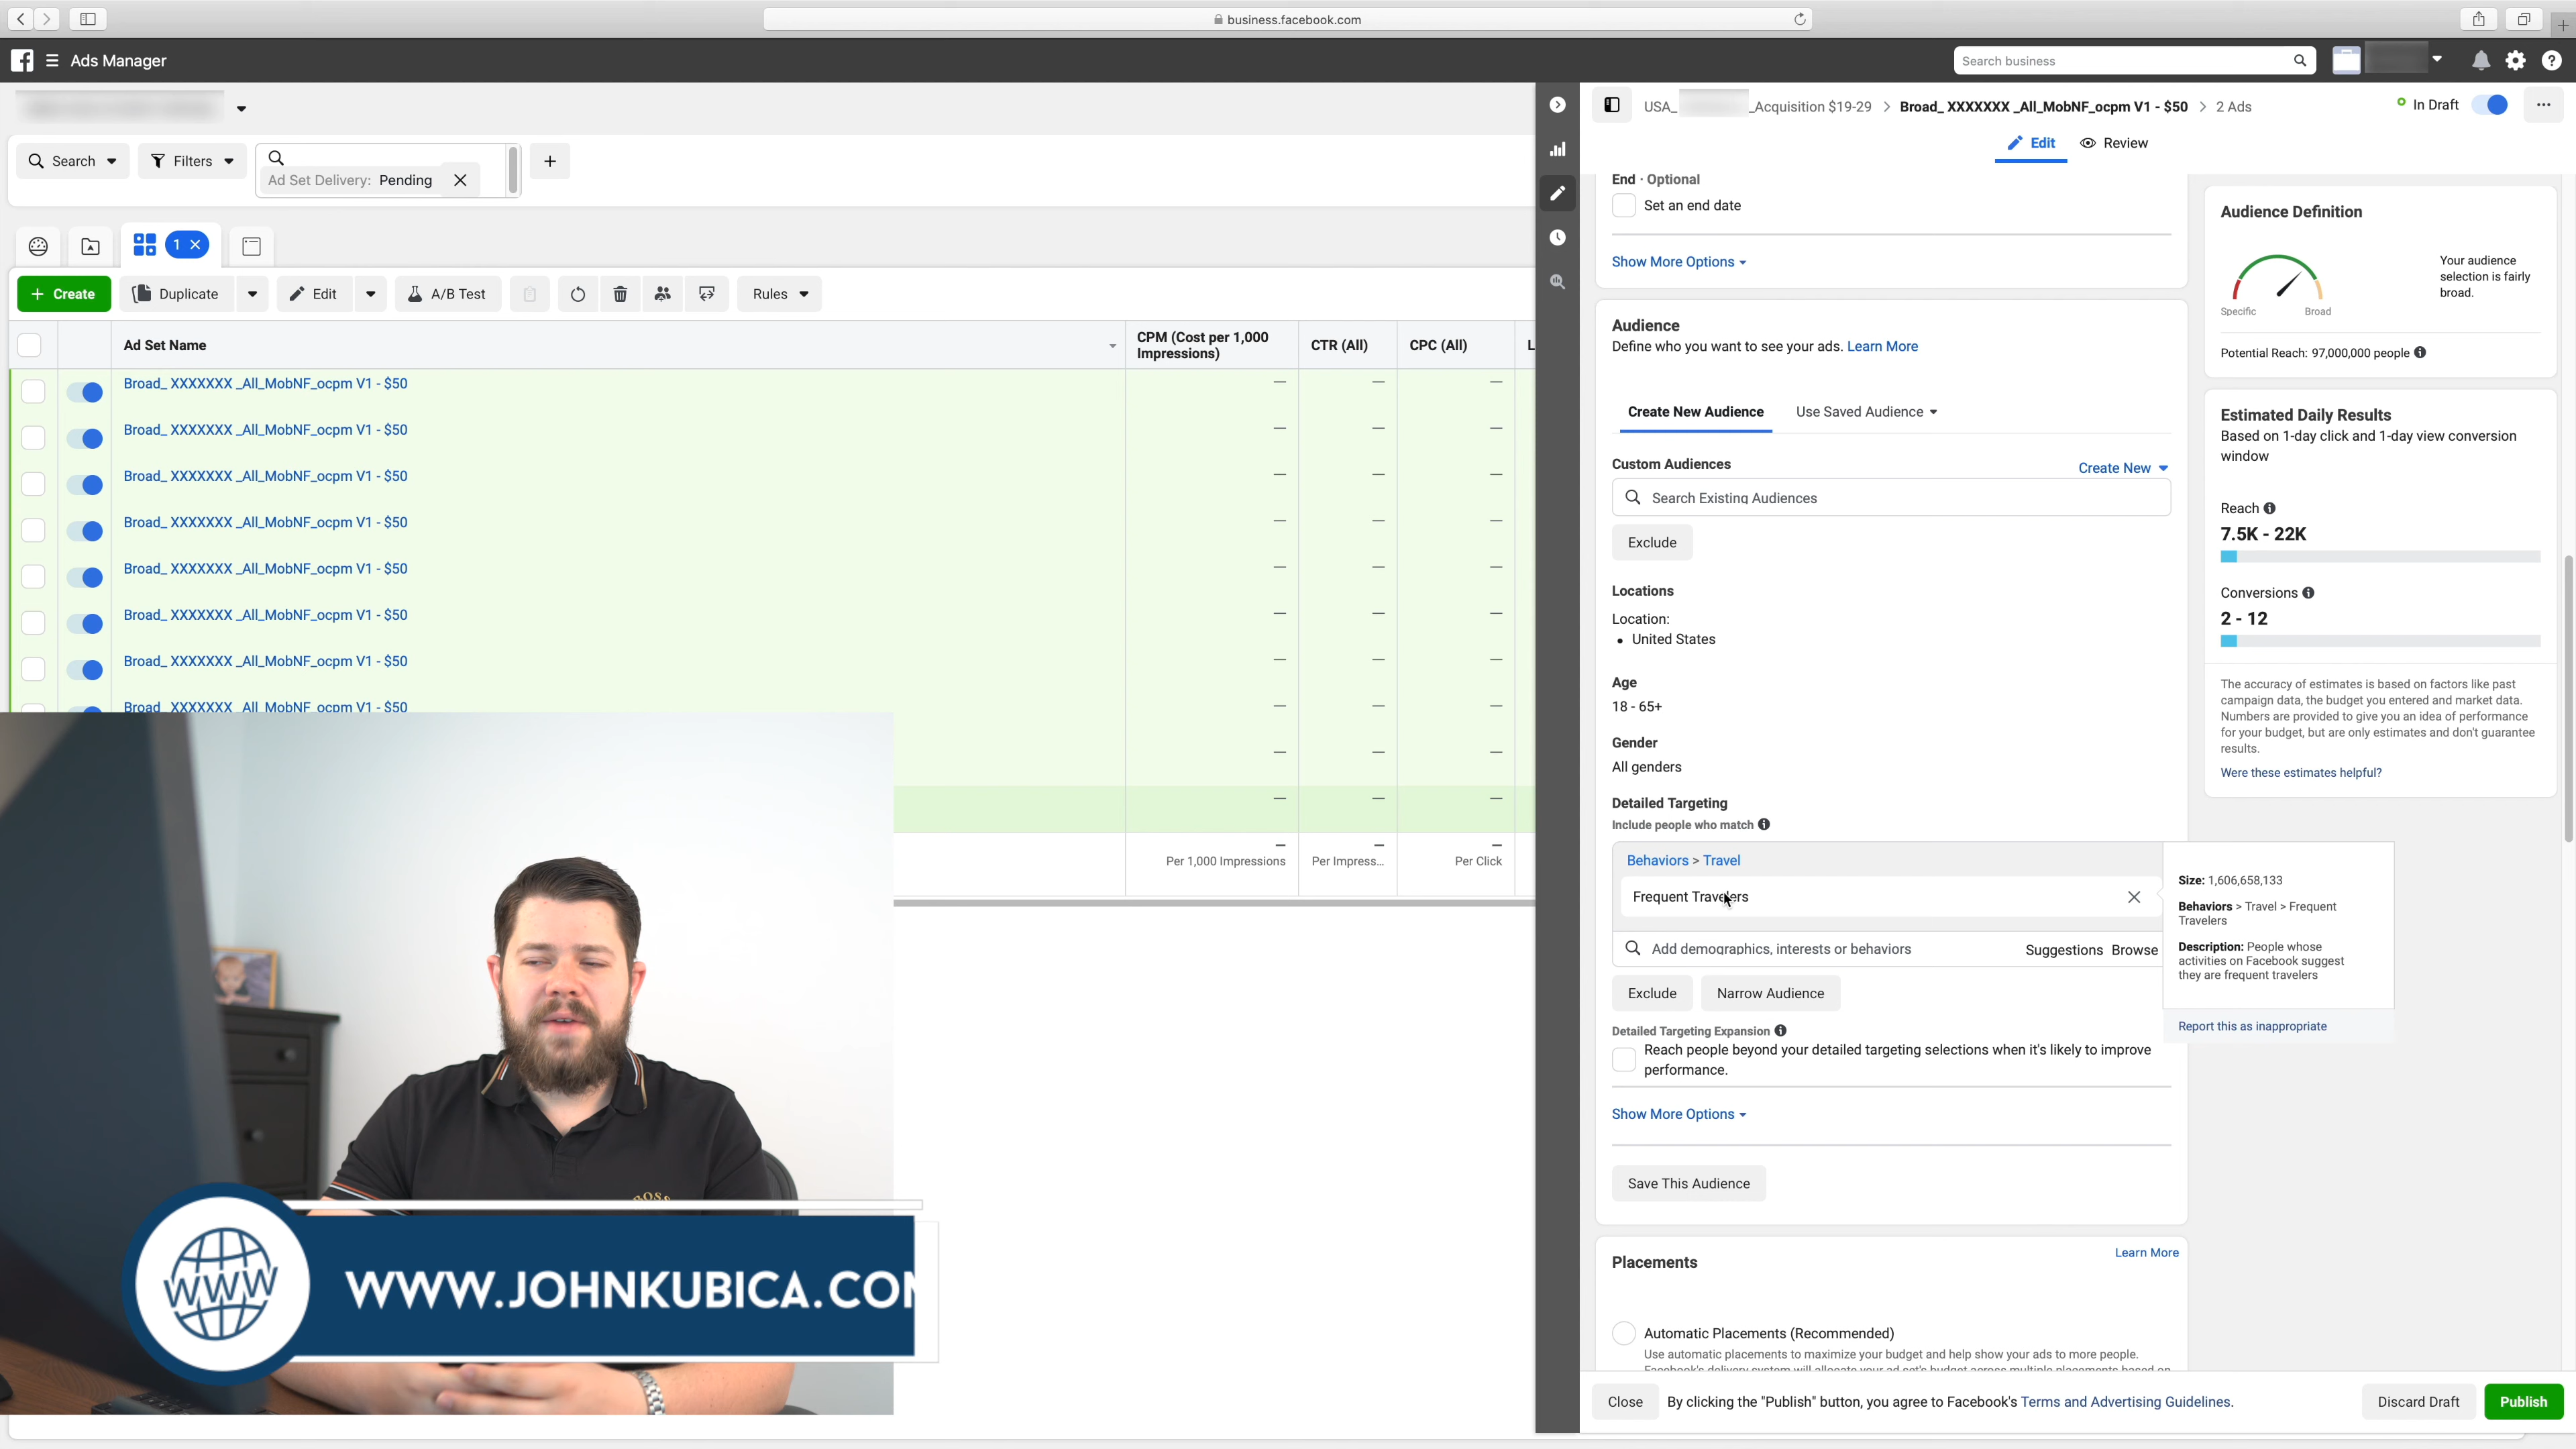 business.facebook.com
Ads Manager
Search business
Search
Filters
Ad Set Delivery: Pending
1
USA_
_Acquisition $19-29 > Broad_ XXXXXXX _All_MobNF_ocpm V1 - $50 > 2 Ads
In Draft
Edit
Review
Create
Duplicate
Edit
A/B Test
Rules
Ad Set Name
CPM (Cost per 1,000
Impressions)
CTR (All)
CPC (All)
L
Broad_ XXXXXXX _All_MobNF_ocpm V1 - $50
Broad_ XXXXXXX _All_MobNF_ocpm V1 - $50
Broad_ XXXXXXX _All_MobNF_ocpm V1 - $50
Broad_ XXXXXXX _All_MobNF_ocpm V1 - $50
Broad_ XXXXXXX _All_MobNF_ocpm V1 - $50
Broad_ XXXXXXX _All_MobNF_ocpm V1 - $50
Broad_ XXXXXXX _All_MobNF_ocpm V1 - $50
Broad_ XXXXXXX _All_MobNF_ocpm V1 - $50
Per 1,000 Impressions
Per Impress...
Per Click
WWW
WWW.JOHNKUBICA.COM
End · Optional
Set an end date
Show More Options
Audience
Define who you want to see your ads. Learn More
Create New Audience
Use Saved Audience
Custom Audiences
Create New
Search Existing Audiences
Exclude
Locations
Location:
• United States
Age
18 - 65+
Gender
All genders
Detailed Targeting
Include people who match
Behaviors > Travel
Frequent Travelers
Add demographics, interests or behaviors
Suggestions
Browse
Exclude
Narrow Audience
Detailed Targeting Expansion
Reach people beyond your detailed targeting selections when it's likely to improve
performance.
Show More Options
Save This Audience
Placements
Learn More
Automatic Placements (Recommended)
Use automatic placements to maximize your budget and help show your ads to more people.
Facebook's delivery system will allocate your ad set's budget across multiple placements based on
Close
By clicking the "Publish" button, you agree to Facebook's Terms and Advertising Guidelines.
Discard Draft
Publish
Audience Definition
Specific
Broad
Your audience
selection is fairly
broad.
Potential Reach: 97,000,000 people
Estimated Daily Results
Based on 1-day click and 1-day view conversion
window
Reach
7.5K - 22K
Conversions
2 - 12
The accuracy of estimates is based on factors like past
campaign data, the budget you entered and market data.
Numbers are provided to give you an idea of performance
for your budget, but are only estimates and don't guarantee
results.
Were these estimates helpful?
Size: 1,606,658,133
Behaviors > Travel > Frequent
Travelers
Description: People whose
activities on Facebook suggest
they are frequent travelers
Report this as inappropriate